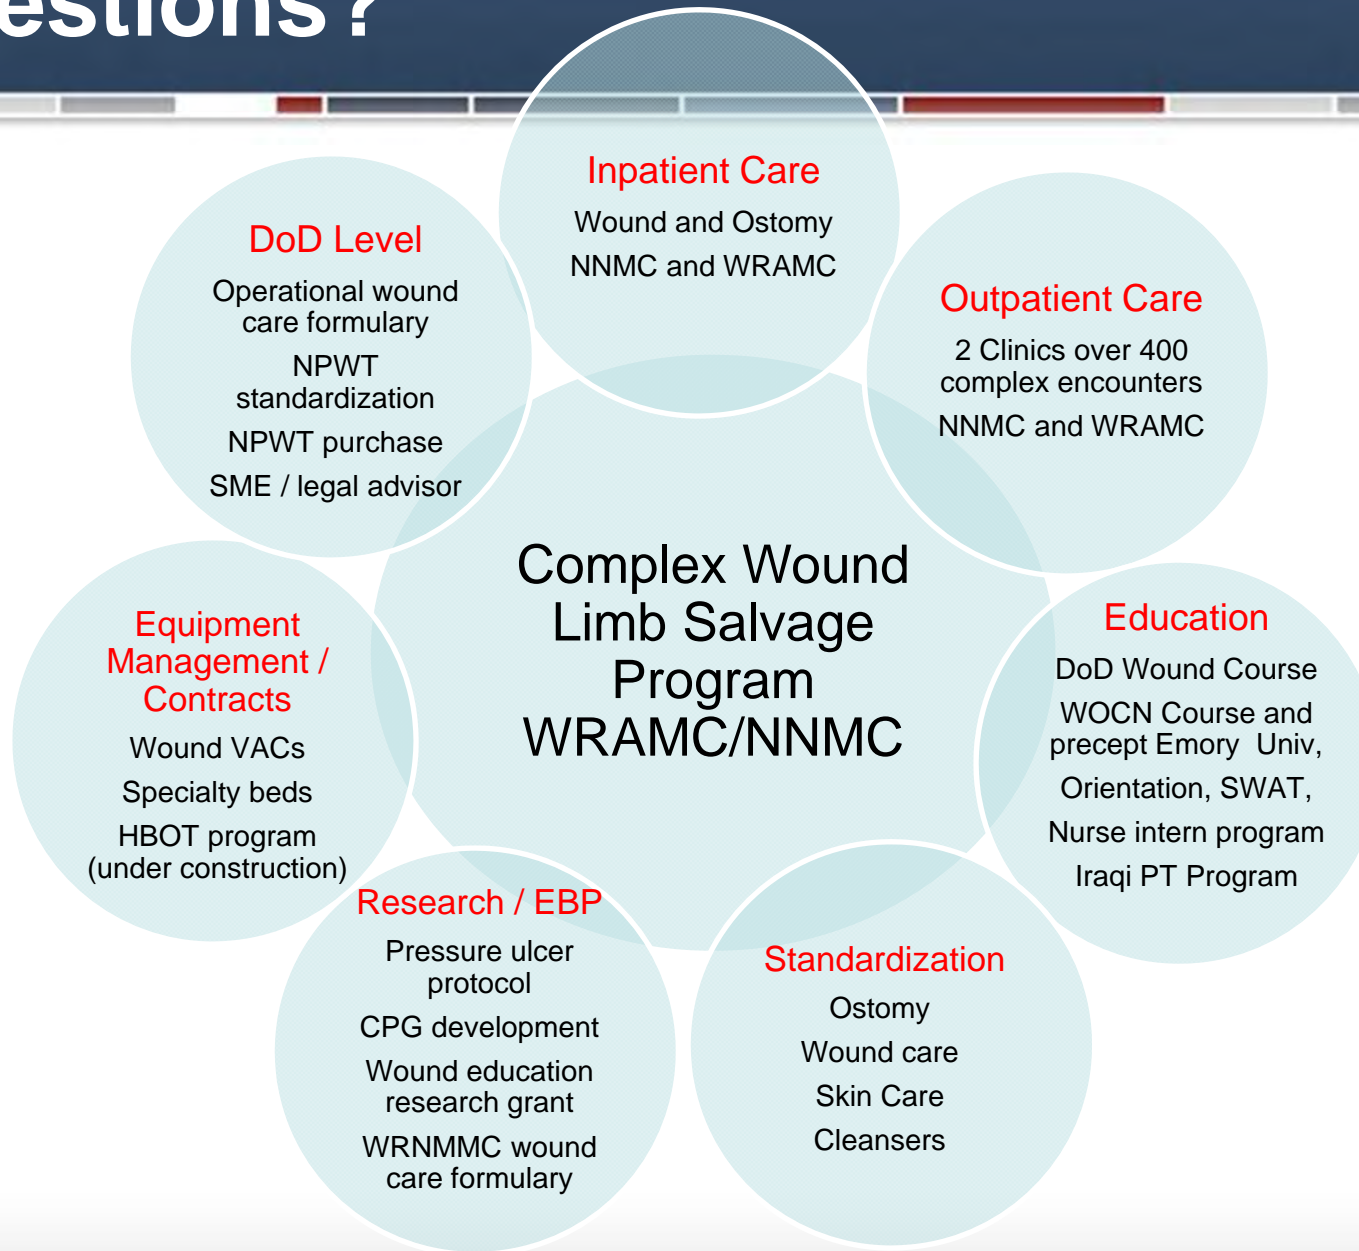 estions?
Inpatient Care
Wound and Ostomy
NNMC and WRAMC
Outpatient Care
2 Clinics over 400
complex encounters
NNMC and WRAMC
Education
DoD Wound Course
WOCN Course and
precept Emory Univ,
Orientation, SWAT,
Nurse intern program
Iraqi PT Program
Standardization
Ostomy
Wound care
Skin Care
Cleansers
Research / EBP
Pressure ulcer
protocol
CPG development
Wound education
research grant
WRNMMC wound
care formulary
Equipment
Management /
Contracts
Wound VACs
Specialty beds
HBOT program
(under construction)
DoD Level
Operational wound
care formulary
NPWT
standardization
NPWT purchase
SME / legal advisor
Complex Wound
Limb Salvage
Program
WRAMC/NNMC